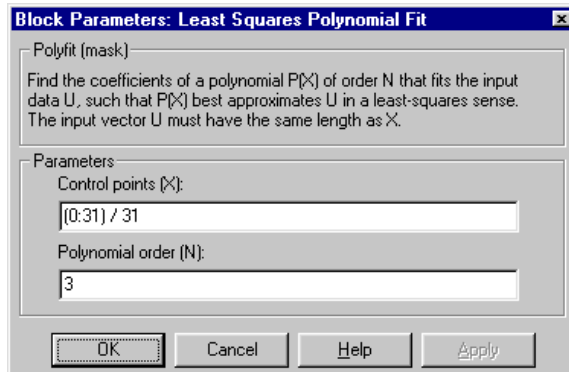 Block Parameters: Least Squares Polynomial Fit
Polyfit (mask)
Find the coefficients of a polynomial P(X) of order N that fits the input
data U, such that P(X) best approximates U in a least-squares sense.
The input vector U must have the same length as X.
Parameters
Control points (X):
(0:31) / 31
Polynomial order (N):
3
OK Cancel Help Apply